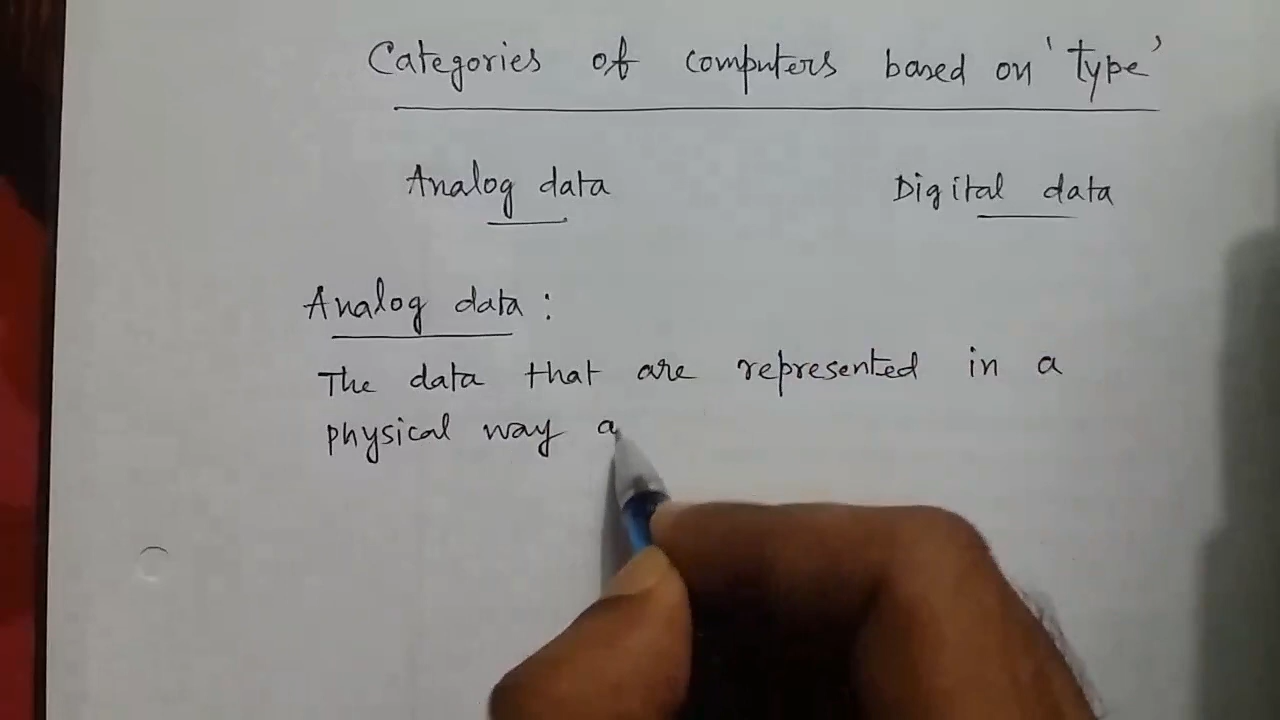 Categories of computers based on 'type'
Analog data Digital data
Analog data :
The data that are represented in a
physical way a